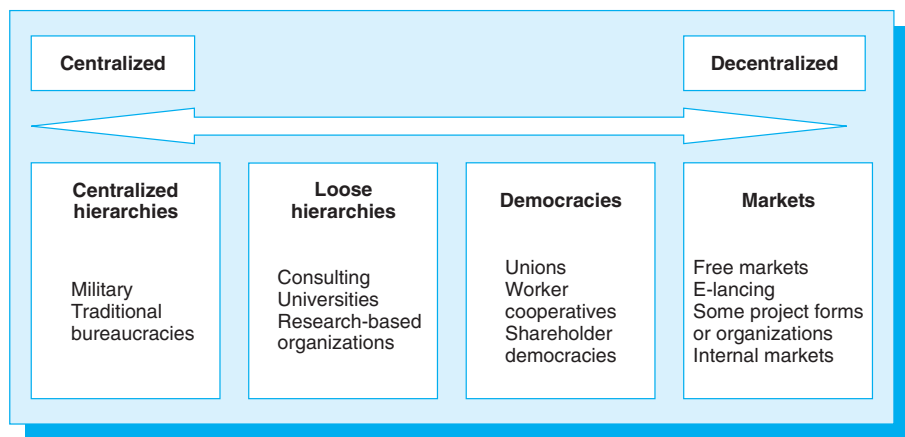 Centralized
Decentralized
Centralized
hierarchies
Military
Traditional
bureaucracies
Loose
hierarchies
Consulting
Universities
Research-based
organizations
Democracies
Unions
Worker
cooperatives
Shareholder
democracies
Markets
Free markets
E-lancing
Some project forms
or organizations
Internal markets